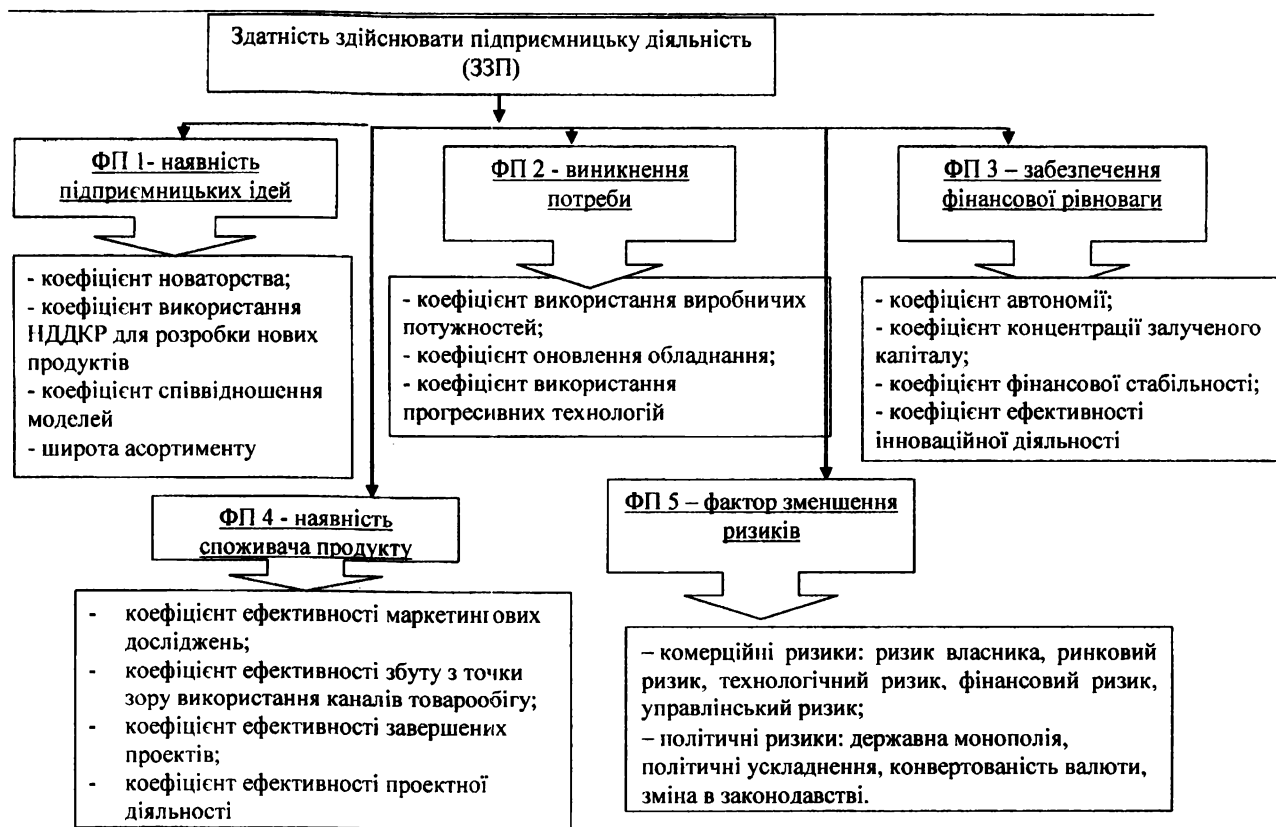 Здатність здійснювати підприємницьку діяльність
(ЗЗП)
ФП 1- наявність
підприємницьких ідей
- коефіцієнт новаторства;
- коефіцієнт використання
НДДКР для розробки нових
продуктів
- коефіцієнт співвідношення
моделей
- широта асортименту
ФП 2 - виникнення
потреби
- коефіцієнт використання виробничих
потужностей;
- коефіцієнт оновлення обладнання;
- коефіцієнт використання
прогресивних технологій
ФП 3 – забезпечення
фінансової рівноваги
- коефіцієнт автономії;
- коефіцієнт концентрації залученого
капіталу;
- коефіцієнт фінансової стабільності;
- коефіцієнт ефективності
інноваційної діяльності
ФП 4 - наявність
споживача продукту
- коефіцієнт ефективності маркетингових
досліджень;
- коефіцієнт ефективності збуту з точки
зору використання каналів товарообігу;
- коефіцієнт ефективності завершених
проектів;
- коефіцієнт ефективності проектної
діяльності
ФП 5 – фактор зменшення
ризиків
– комерційні ризики: ризик власника, ринковий
ризик, технологічний ризик, фінансовий ризик,
управлінський ризик;
– політичні ризики: державна монополія,
політичні ускладнення, конвертованість валюти,
зміна в законодавстві.